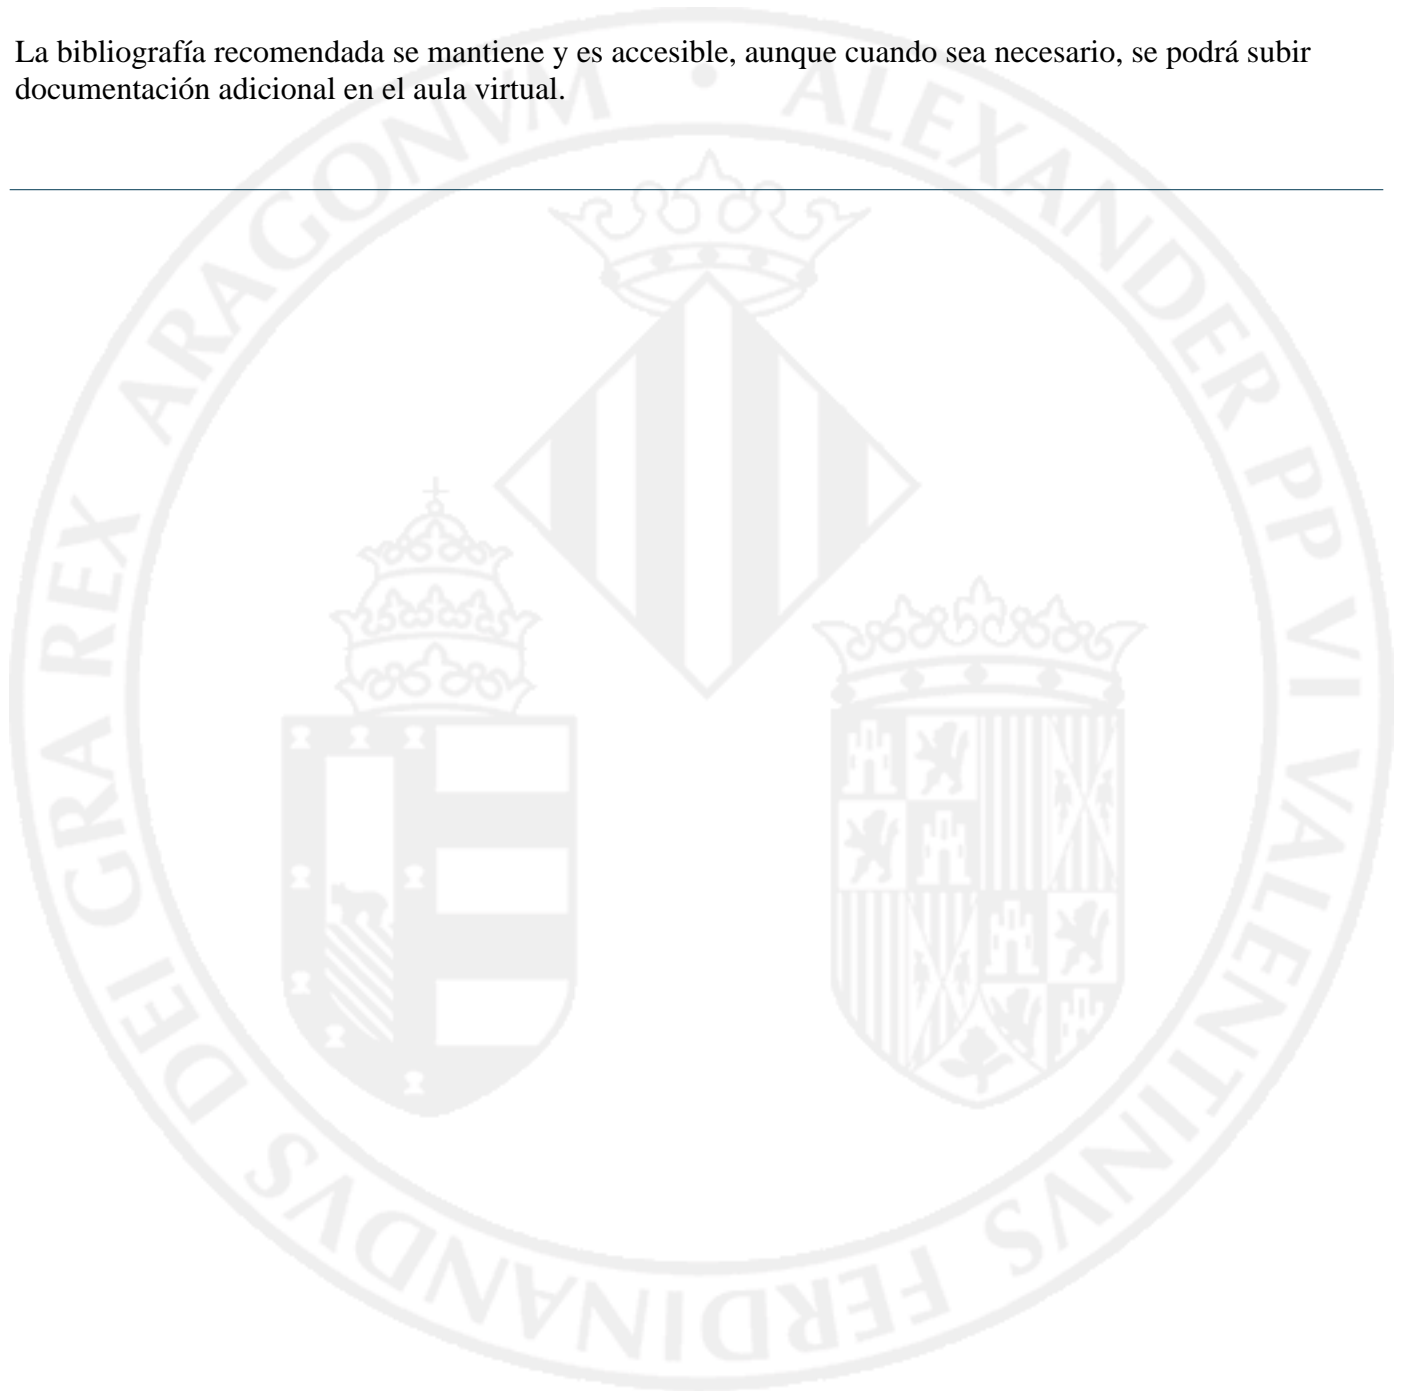 La bibliografía recomendada se mantiene y es accesible, aunque cuando sea necesario, se podrá subir
documentación adicional en el aula virtual.
ALEXANDER PP VI VALENTINVS FERDINANDVS DEI GRA REX ARAGONVM